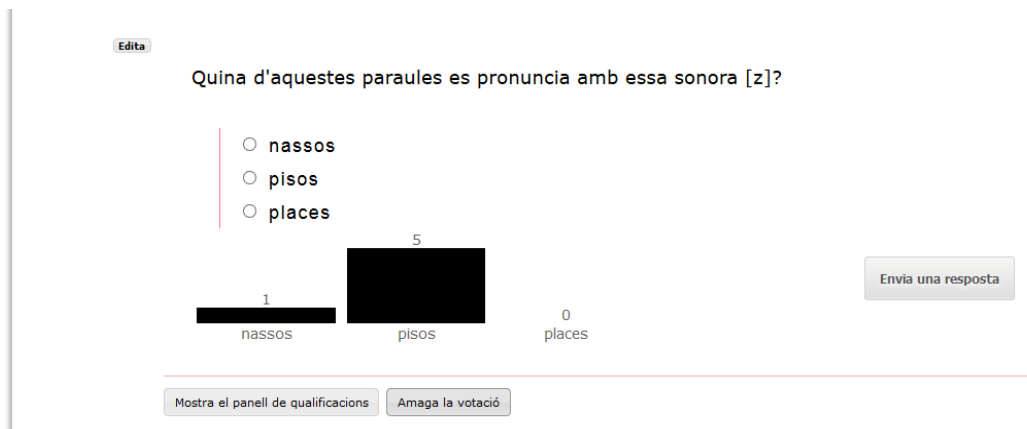 Edita
Quina d'aquestes paraules es pronuncia amb essa sonora [z]?
nassos
pisos
places
5
1
0
nassos pisos places
Envia una resposta
Mostra el panell de qualificacions Amaga la votació